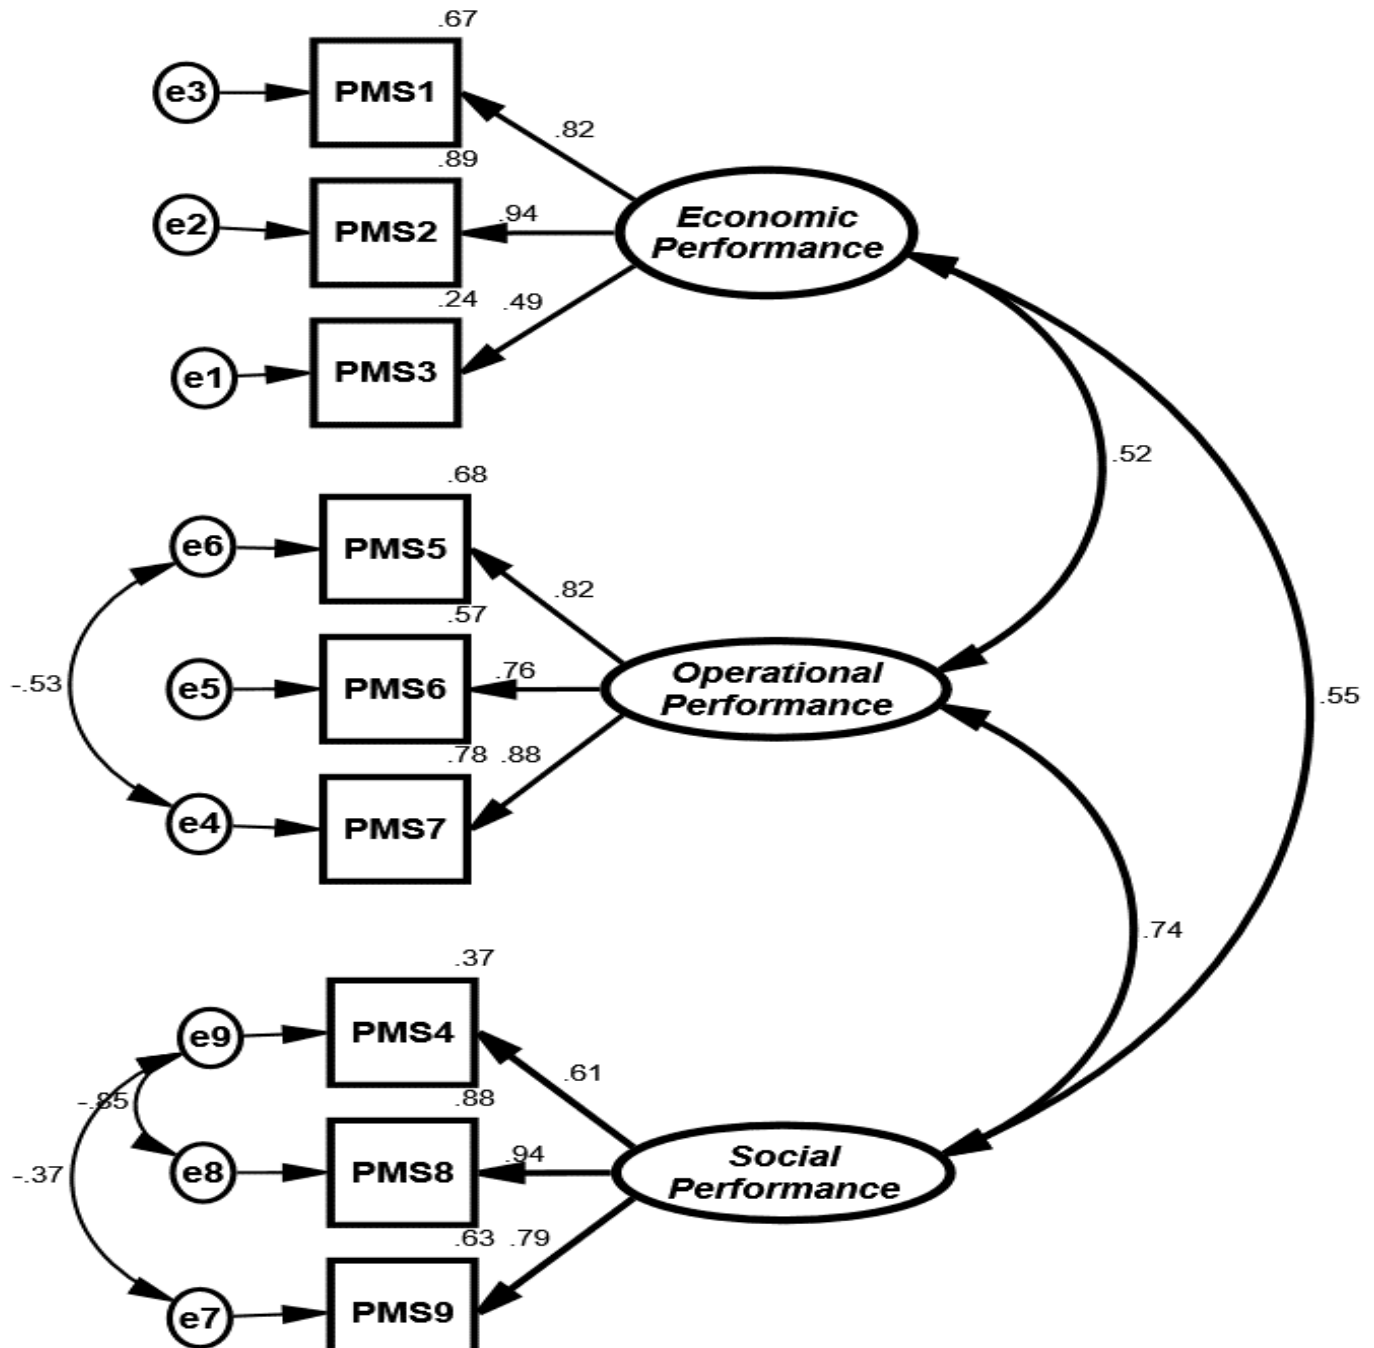 .67
e3
PMS1
.82
.89
e2
PMS2
.94
Economic
Performance
.24
.49
e1
PMS3
.52
.68
e6
PMS5
.82
.57
-.53
e5
PMS6
.76
Operational
Performance
.55
.78
.88
e4
PMS7
.74
.37
e9
PMS4
.61
-.85
.88
-.37
e8
PMS8
.94
Social
Performance
.63
.79
e7
PMS9